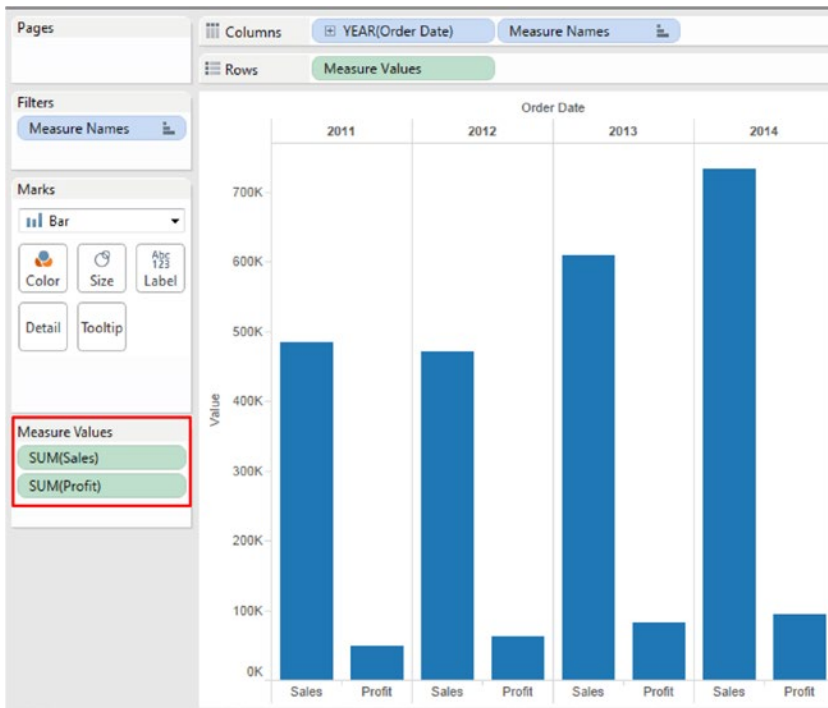 Pages
Columns YEAR(Order Date) Measure Names
Rows Measure Values
Filters
Measure Names
Marks
Bar
Color Size Abc 123 Label
Detail Tooltip
Measure Values
SUM(Sales)
SUM(Profit)
Order Date
2011 2012 2013 2014
Value
700K
600K
500K
400K
300K
200K
100K
0K
Sales Profit Sales Profit Sales Profit Sales Profit